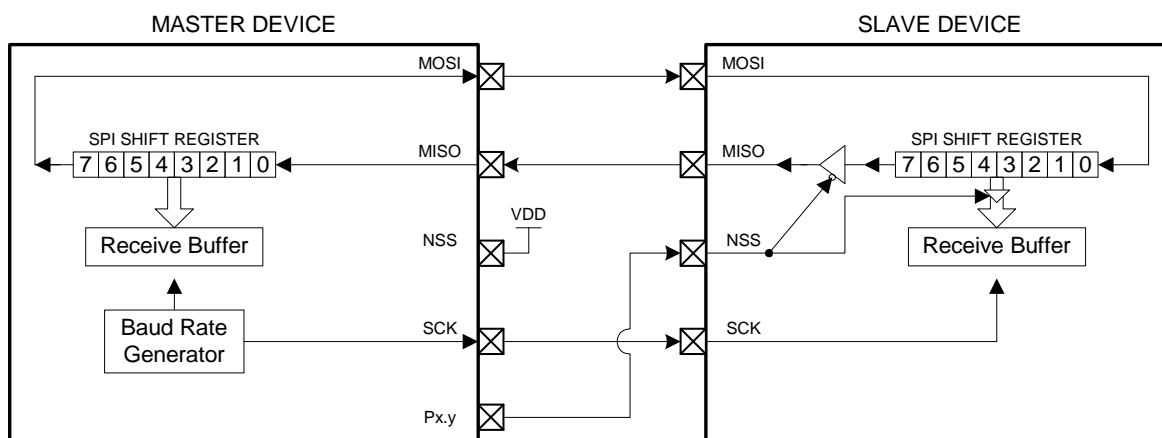 MASTER DEVICE
SLAVE DEVICE
MOSI
MOSI
SPI SHIFT REGISTER
7 6 5 4 3 2 1 0
MISO
MISO
SPI SHIFT REGISTER
7 6 5 4 3 2 1 0
Receive Buffer
NSS
VDD
NSS
Receive Buffer
Baud Rate
Generator
SCK
SCK
Px.y